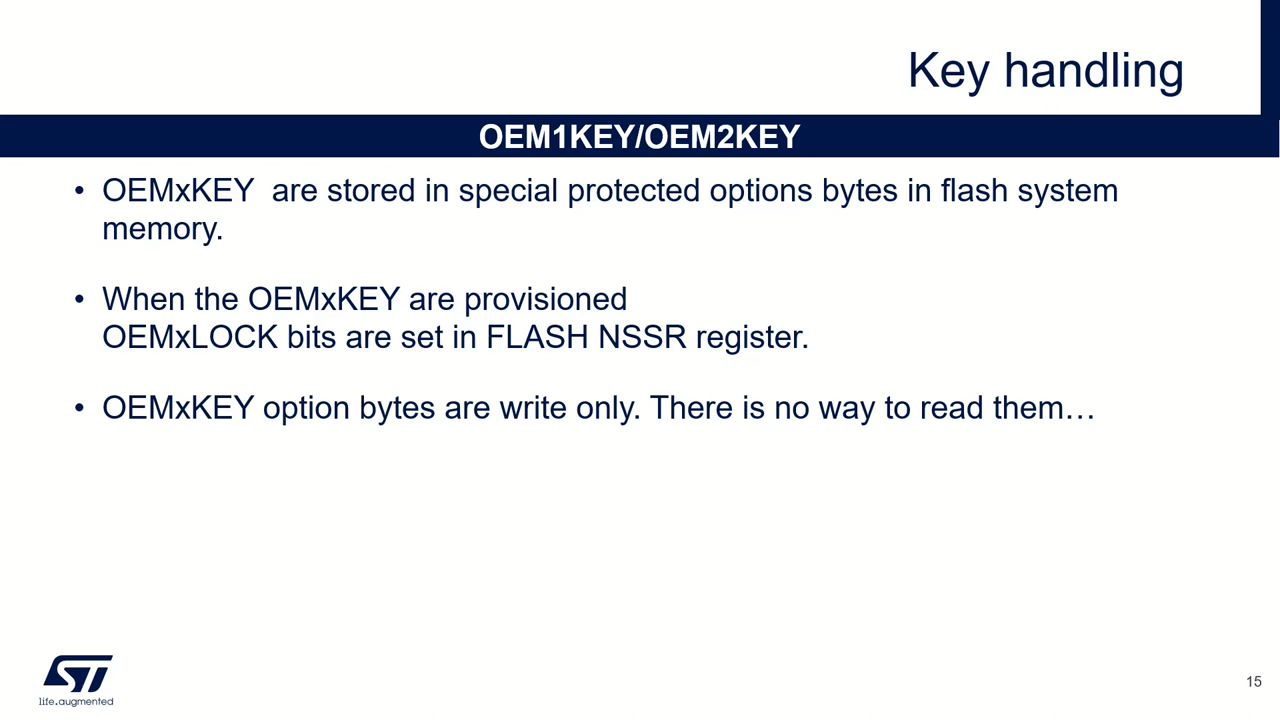 Key handling
OEM1KEY/OEM2KEY
• OEMxKEY  are stored in special protected options bytes in flash system
memory.
• When the OEMxKEY are provisioned
OEMxLOCK bits are set in FLASH NSSR register.
• OEMxKEY option bytes are write only. There is no way to read them…
ST
life.augmented
15